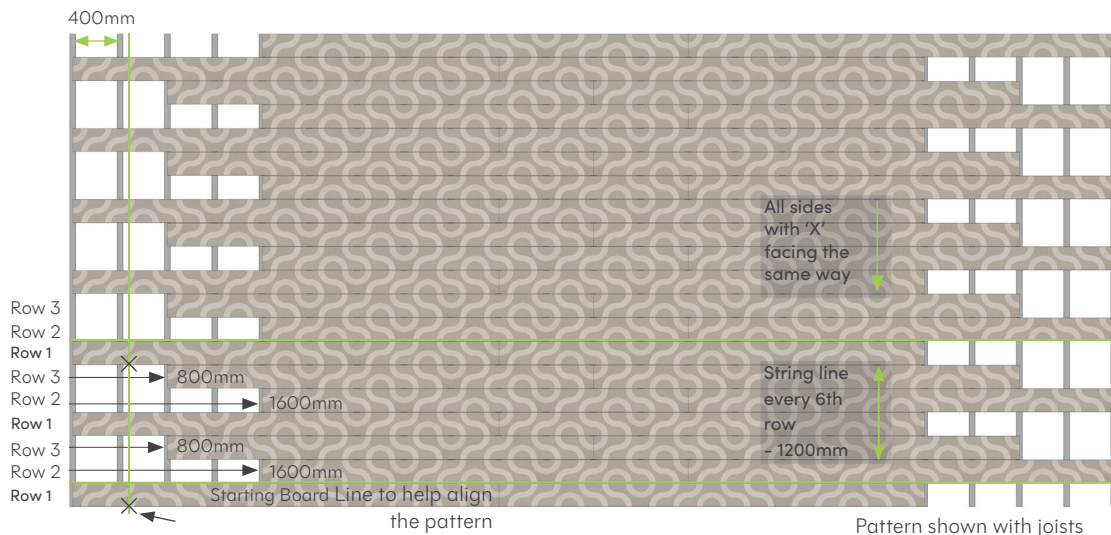 400mm
All sides
with ‘X’
facing the
same way
Row 3
Row 2
Row 1
Row 3
800mm
Row 2
1600mm
Row 1
Row 3
800mm
Row 2
1600mm
Row 1
String line
every 6th
row
- 1200mm
Starting Board Line to help align
the pattern
Pattern shown with joists